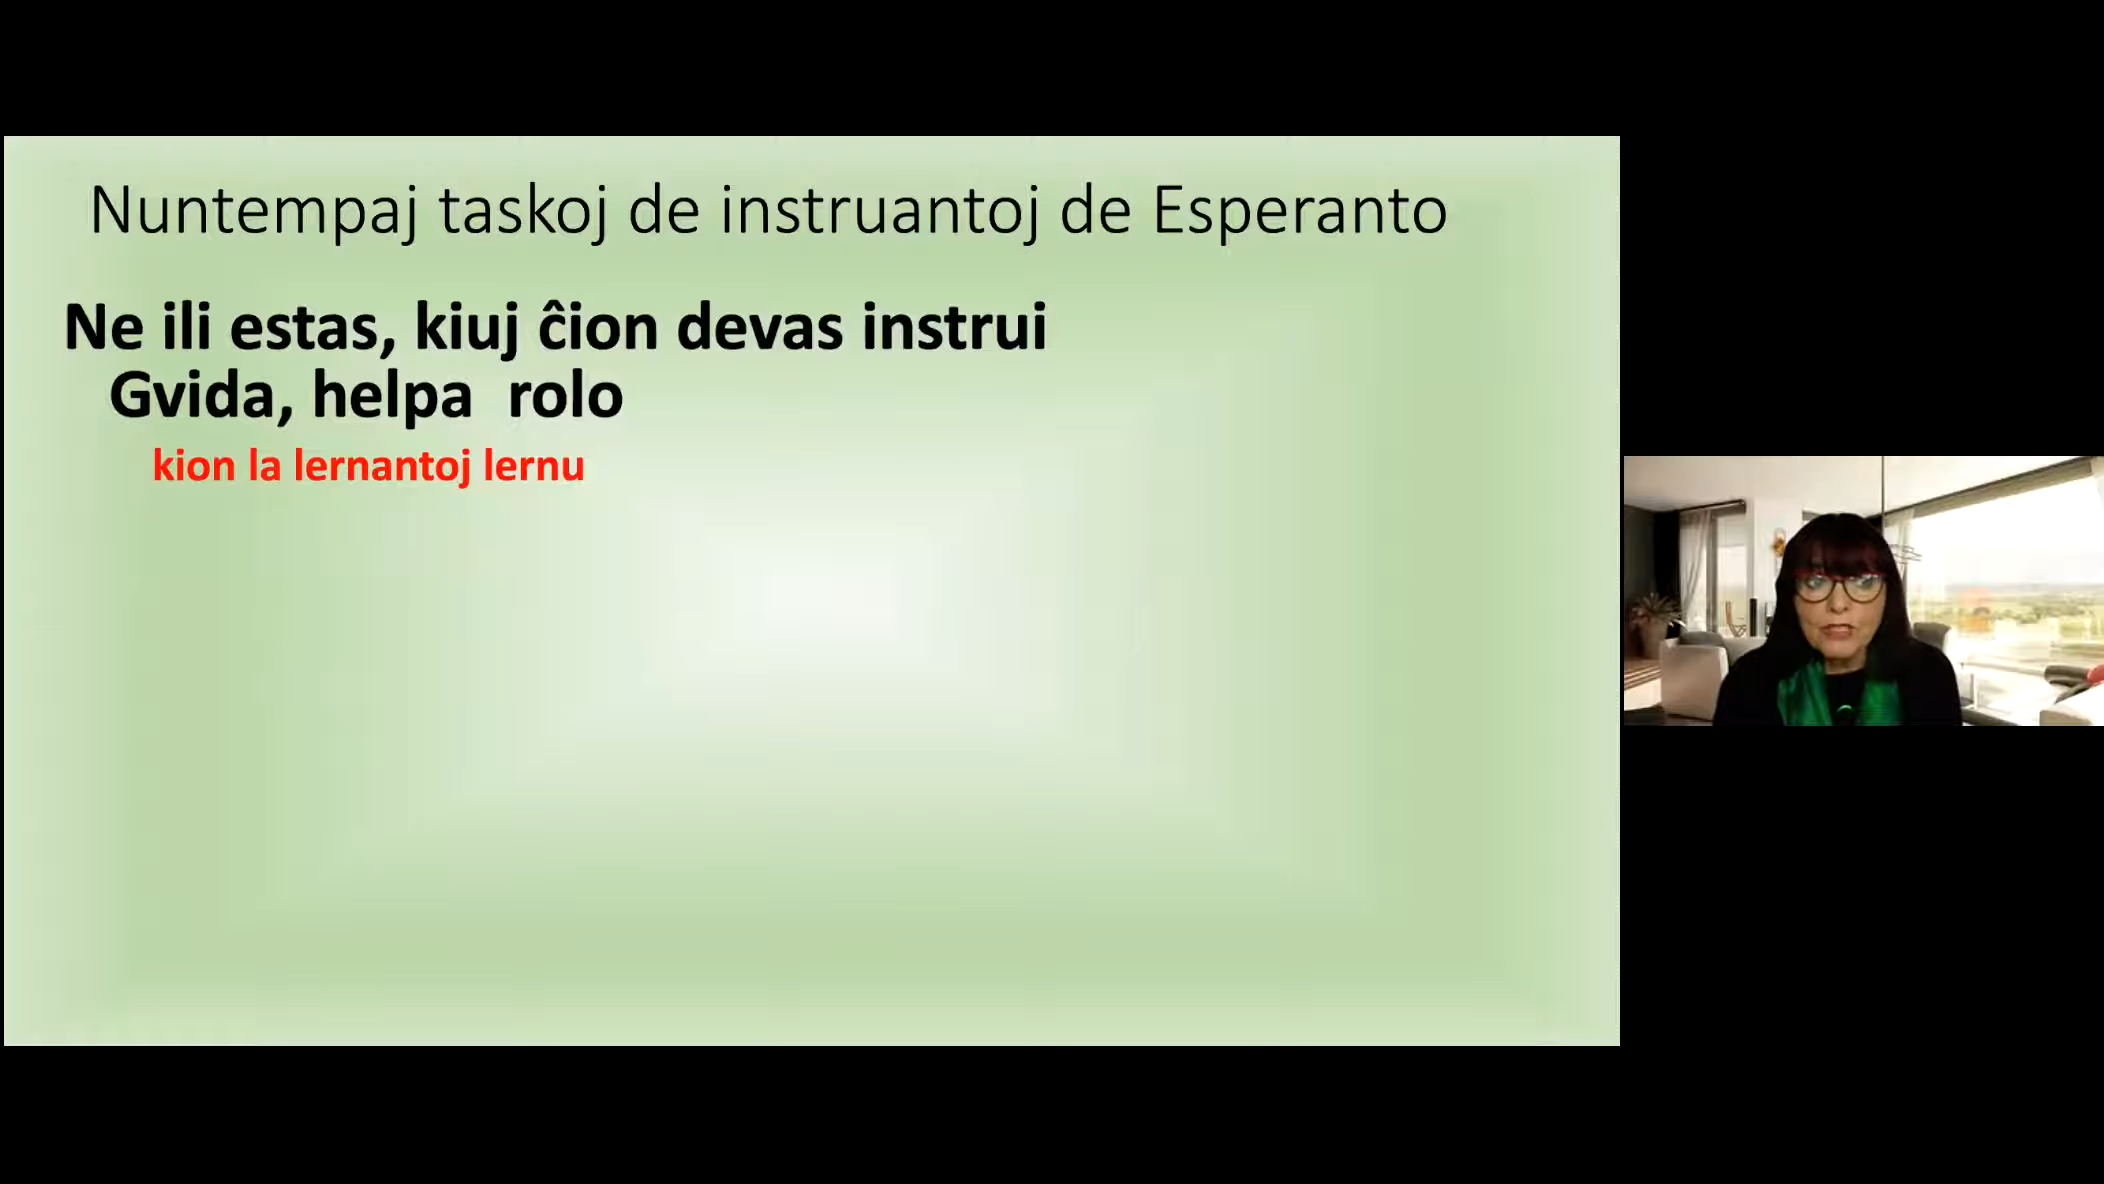 Nuntempaj taskoj de instruantoj de Esperanto
Ne ili estas, kiuj ĉion devas instrui
Gvida, helpa rolo
kion la lernantoj lernu